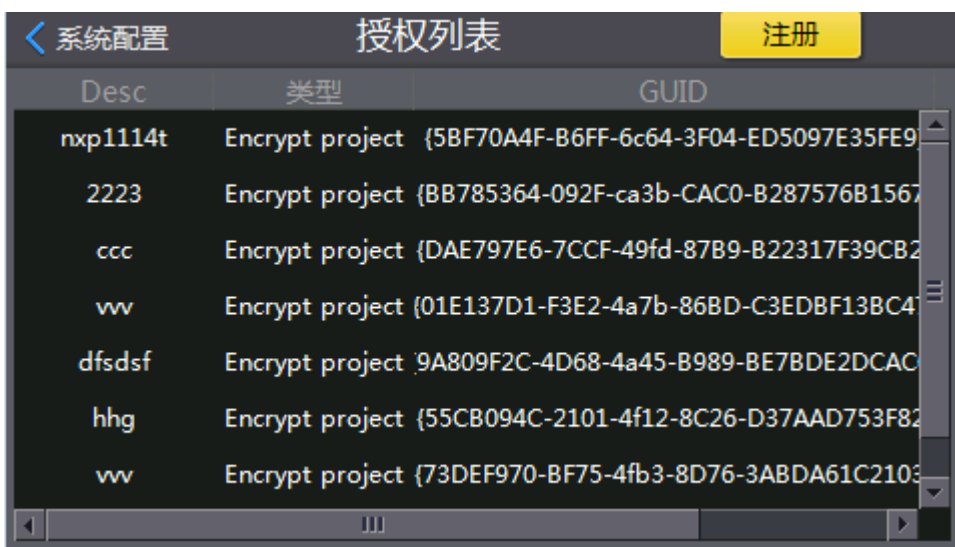 系统配置 授权列表 注册
Desc 类型 GUID
nxp1114t Encrypt project {5BF70A4F-B6FF-6c64-3F04-ED5097E35FE9}
2223 Encrypt project {BB785364-092F-ca3b-CAC0-B287576B1567
ccc Encrypt project {DAE797E6-7CCF-49fd-87B9-B22317F39CB2
vvv Encrypt project {01E137D1-F3E2-4a7b-86BD-C3EDBF13BC47
dfsdsf Encrypt project 9A809F2C-4D68-4a45-B989-BE7BDE2DCAC
hhg Encrypt project {55CB094C-2101-4f12-8C26-D37AAD753F82
vvv Encrypt project {73DEF970-BF75-4fb3-8D76-3ABDA61C2103